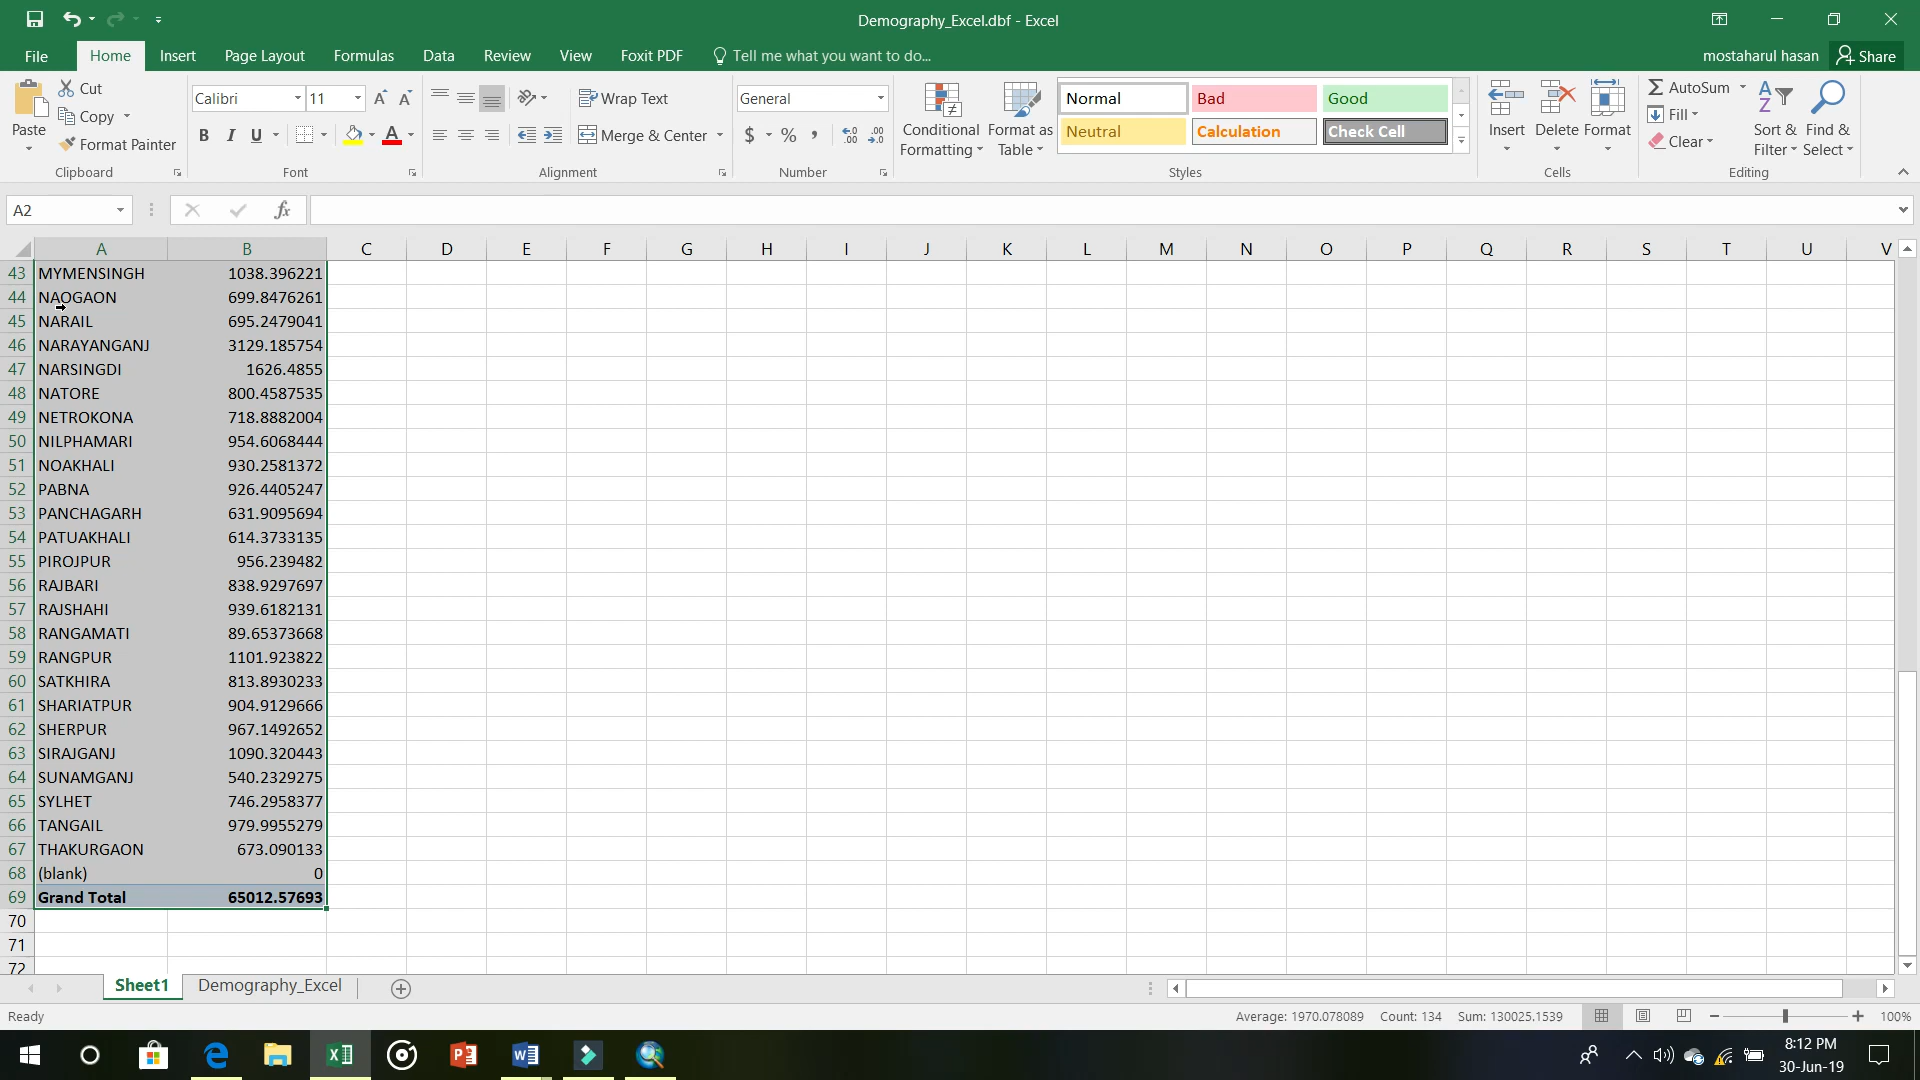 Demography_Excel.dbf - Excel
File Home Insert Page Layout Formulas Data Review View Foxit PDF Tell me what you want to do... mostaharul hasan Share
Paste
Cut
Copy
Format Painter
Clipboard
Calibri 11
B I U
Font
Wrap Text
Merge & Center
Alignment
General
$ % ,
Number
Conditional Formatting
Format as Table
Normal Bad Good
Neutral Calculation Check Cell
Styles
Insert Delete Format
Cells
AutoSum
Fill
Clear
Sort & Filter
Find & Select
Editing
A2 fx
A B C D E F G H I J K L M N O P Q R S T U V
43 MYMENSINGH 1038.396221
44 NAOGAON 699.8476261
45 NARAIL 695.2479041
46 NARAYANGANJ 3129.185754
47 NARSINGDI 1626.4855
48 NATORE 800.4587535
49 NETROKONA 718.8882004
50 NILPHAMARI 954.6068444
51 NOAKHALI 930.2581372
52 PABNA 926.4405247
53 PANCHAGARH 631.9095694
54 PATUAKHALI 614.3733135
55 PIROJPUR 956.239482
56 RAJBARI 838.9297697
57 RAJSHAHI 939.6182131
58 RANGAMATI 89.65373668
59 RANGPUR 1101.923822
60 SATKHIRA 813.8930233
61 SHARIATPUR 904.9129666
62 SHERPUR 967.1492652
63 SIRAJGANJ 1090.320443
64 SUNAMGANJ 540.2329275
65 SYLHET 746.2958377
66 TANGAIL 979.9955279
67 THAKURGAON 673.090133
68 (blank) 0
69 Grand Total 65012.57693
70
71
72
Sheet1 Demography_Excel
Ready Average: 1970.078089 Count: 134 Sum: 130025.1539 100%
8:12 PM
30-Jun-19